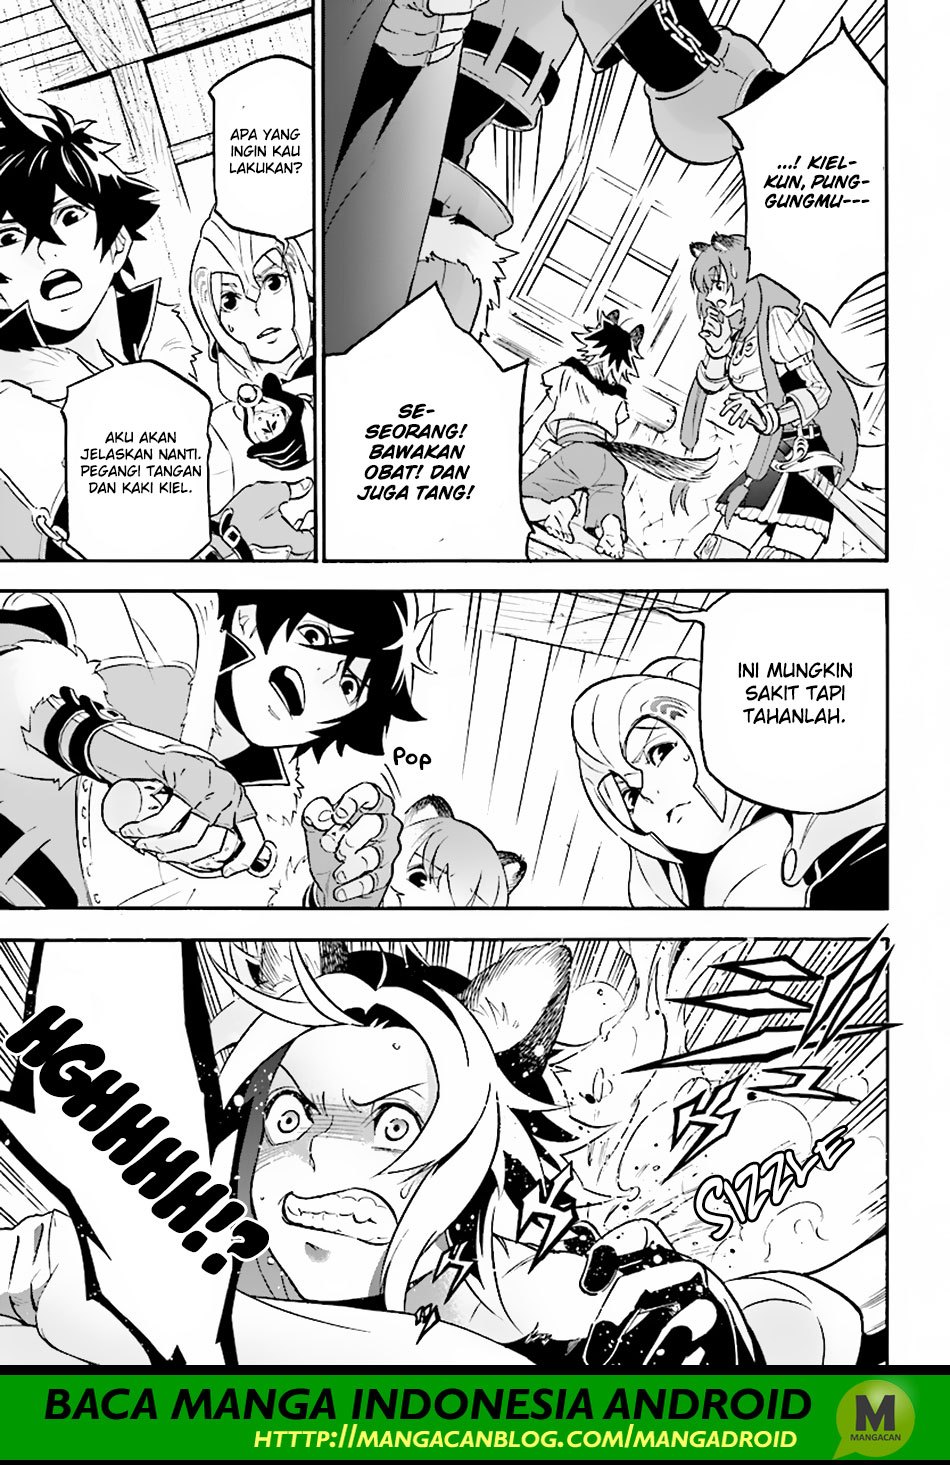 ...! KIEL-
KUN, PUNG-
GUNGMU---
SE-
SEORANG!
BAWAKAN
OBAT! DAN
JUGA TANG!
APA YANG
INGIN KAU
LAKUKAN?
AKU AKAN
JELASKAN NANTI.
PEGANGI TANGAN
DAN KAKI KIEL.
INI MUNGKIN
SAKIT TAPI
TAHANLAH.
POP
HGHHHH!?
SIZZLE
BACA MANGA INDONESIA ANDROID
HTTTP://MANGACANBLOG.COM/MANGADROID
M
MANGACAN